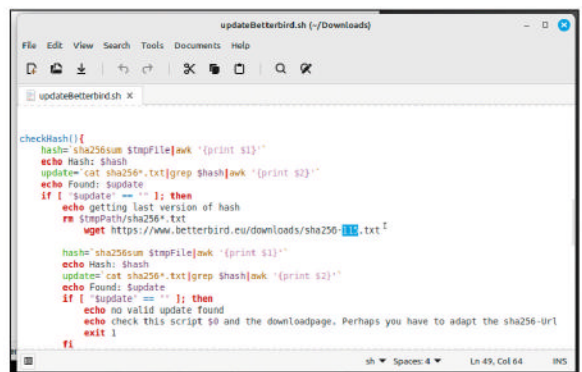 updateBetterbird.sh (~/Downloads)
File Edit View Search Tools Documents Help
updateBetterbird.sh ×
checkHash(){
    hash=`sha256sum $tmpFile|awk '{print $1}'`
    echo Hash: $hash
    update=`cat sha256*.txt|grep $hash|awk '{print $2}'`
    echo Found: $update
    if [ "$update" == "" ]; then
        echo getting last version of hash
        rm $tmpPath/sha256*.txt
            wget https://www.betterbird.eu/downloads/sha256-115.txt
        hash=`sha256sum $tmpFile|awk '{print $1}'`
        echo Hash: $hash
        update=`cat sha256*.txt|grep $hash|awk '{print $2}'`
        echo Found: $update
        if [ "$update" == "" ]; then
            echo no valid update found
            echo check this script $0 and the downloadpage. Perhaps you have to adapt the sha256-Url
            exit 1
        fi
sh Spaces: 4 Ln 49, Col 64 INS